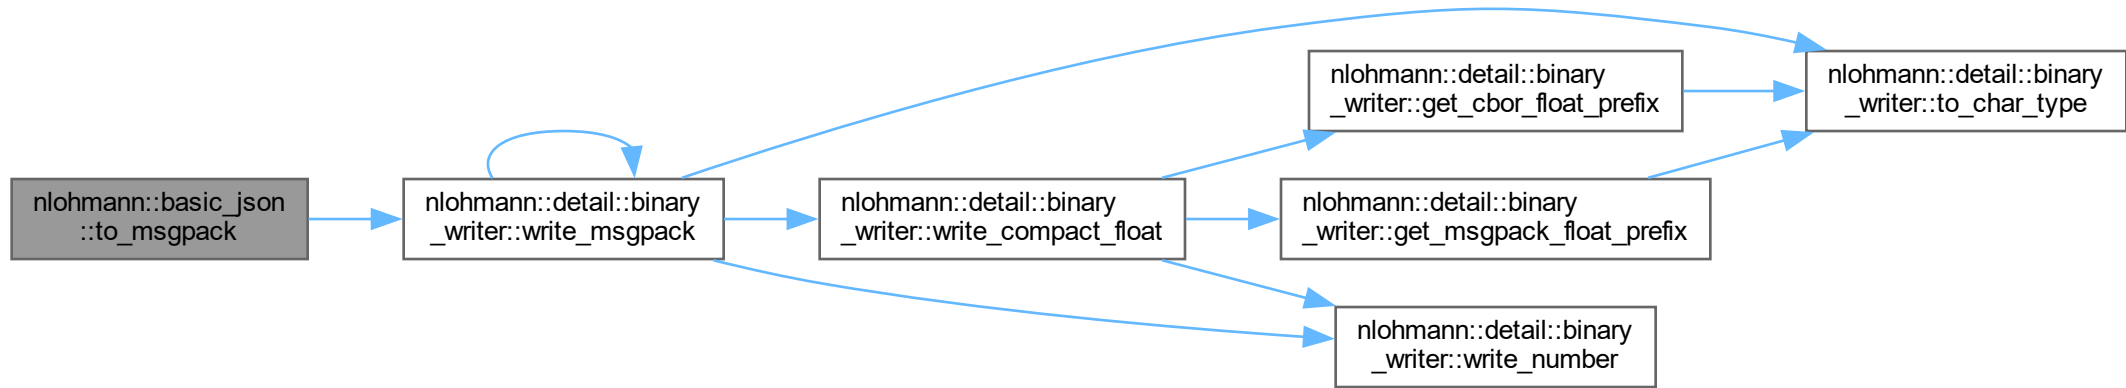 nlohmann::basic_json
::to_msgpack
nlohmann::detail::binary
_writer::write_msgpack
nlohmann::detail::binary
_writer::write_compact_float
nlohmann::detail::binary
_writer::get_cbor_float_prefix
nlohmann::detail::binary
_writer::get_msgpack_float_prefix
nlohmann::detail::binary
_writer::write_number
nlohmann::detail::binary
_writer::to_char_type